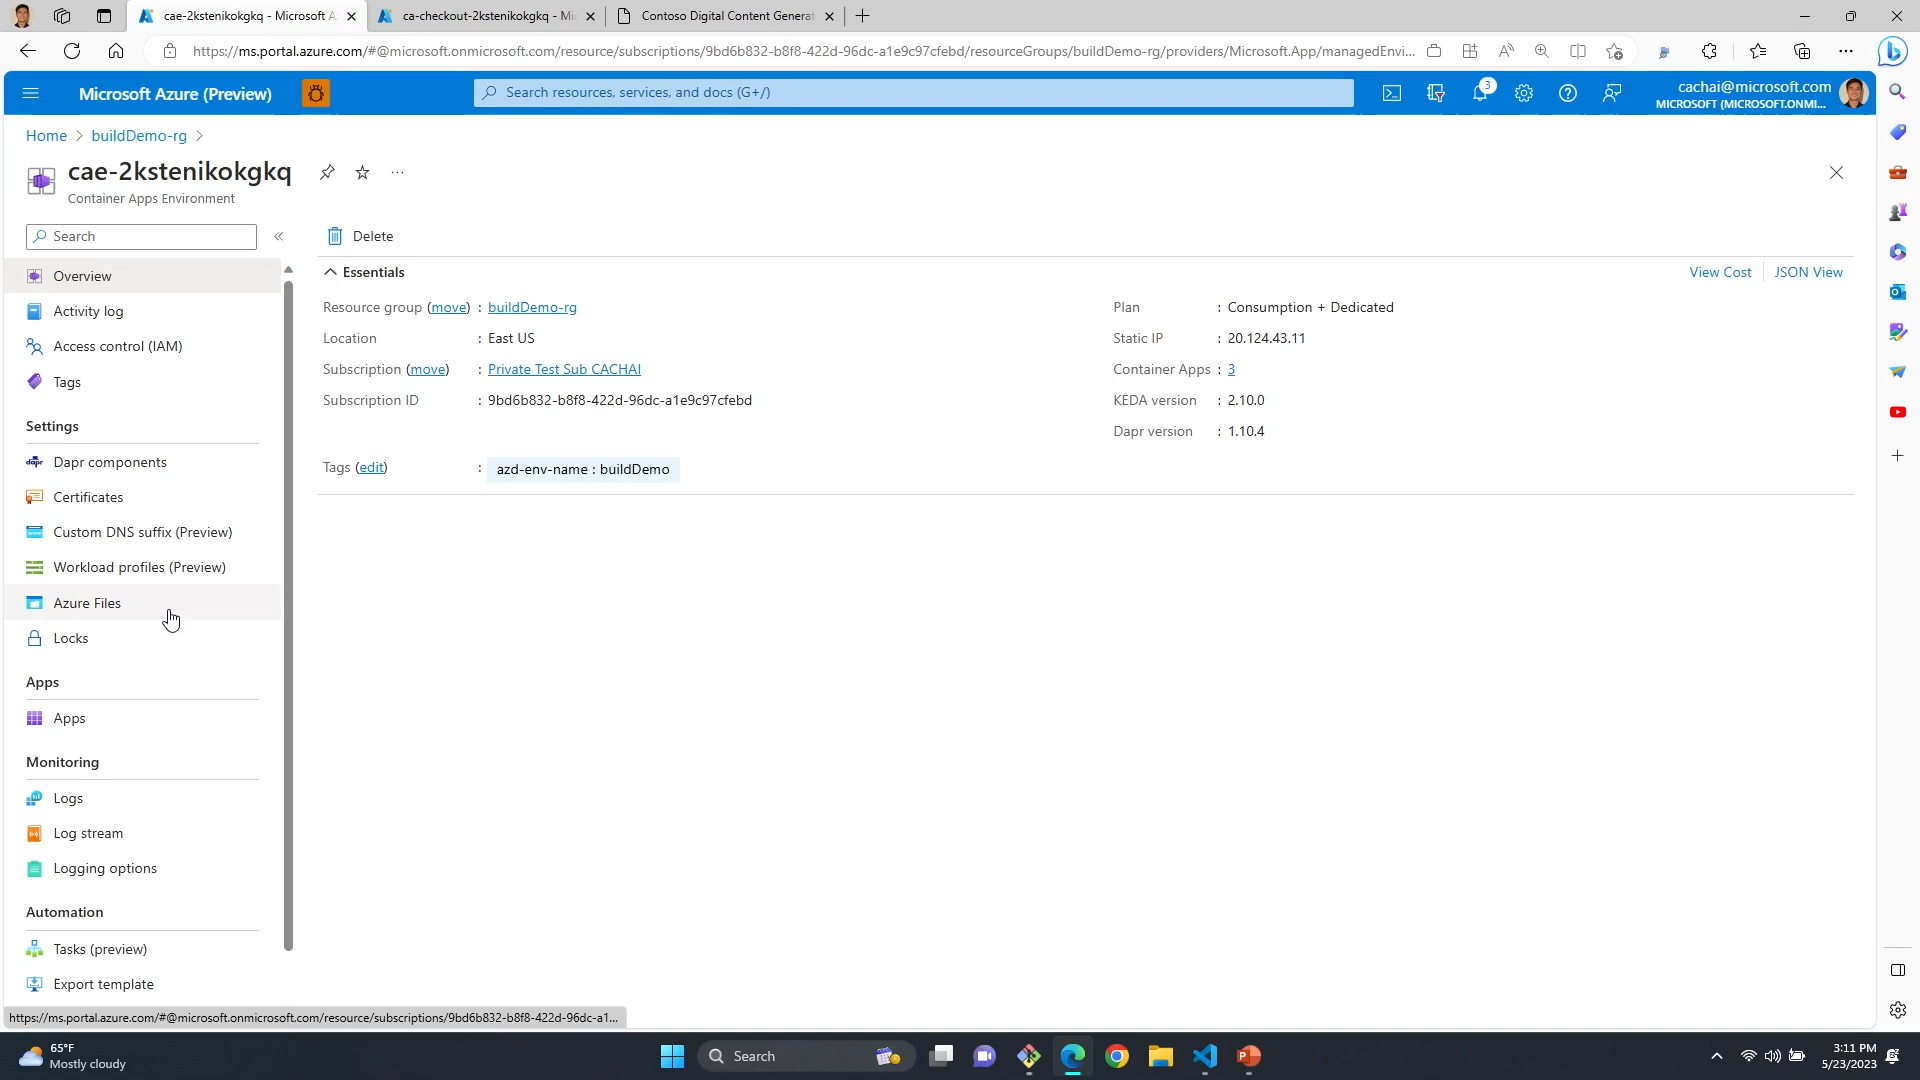 cae-2kstenikokgkq - Microsoft A
ca-checkout-2kstenikokgkq - Mi
Contoso Digital Content Generat
https://ms.portal.azure.com/#@microsoft.onmicrosoft.com/resource/subscriptions/9bd6b832-b8f8-422d-96dc-a1e9c97cfebd/resourceGroups/buildDemo-rg/providers/Microsoft.App/managedEnvi...
Microsoft Azure (Preview)
Search resources, services, and docs (G+/)
3
cachai@microsoft.com
MICROSOFT (MICROSOFT.ONMI...
Home > buildDemo-rg >
cae-2kstenikokgkq
Container Apps Environment
Search
Delete
Overview
Activity log
Access control (IAM)
Tags
Settings
Dapr components
Certificates
Custom DNS suffix (Preview)
Workload profiles (Preview)
Azure Files
Locks
Apps
Apps
Monitoring
Logs
Log stream
Logging options
Automation
Tasks (preview)
Export template
Essentials
View Cost
JSON View
Resource group (move) : buildDemo-rg
Location : East US
Subscription (move) : Private Test Sub CACHAI
Subscription ID : 9bd6b832-b8f8-422d-96dc-a1e9c97cfebd
Tags (edit) : azd-env-name : buildDemo
Plan : Consumption + Dedicated
Static IP : 20.124.43.11
Container Apps : 3
KEDA version : 2.10.0
Dapr version : 1.10.4
https://ms.portal.azure.com/#@microsoft.onmicrosoft.com/resource/subscriptions/9bd6b832-b8f8-422d-96dc-a1...
65°F
Mostly cloudy
Search
3:11 PM
5/23/2023